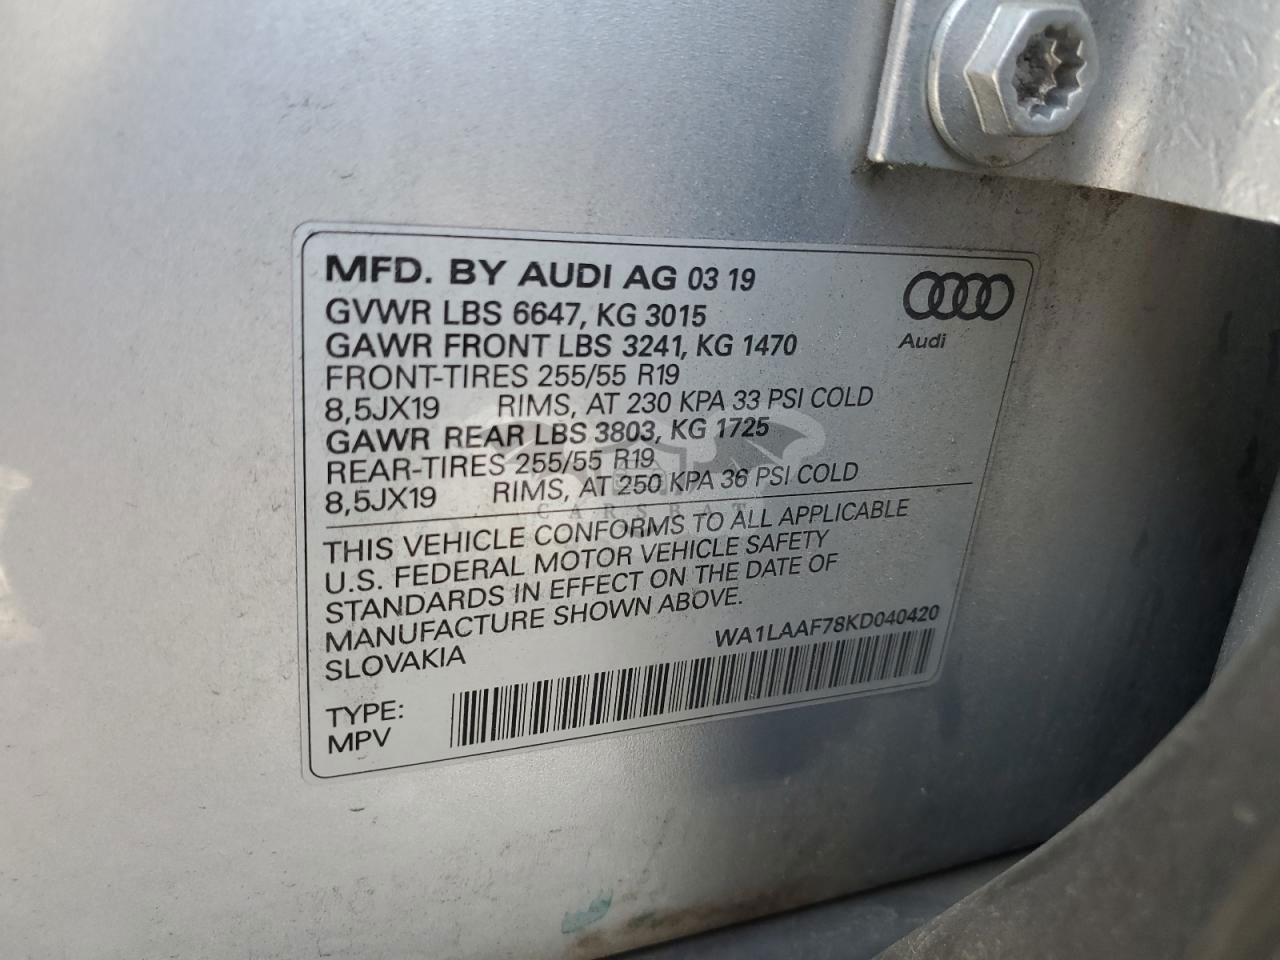 MFD. BY AUDI AG 03 19
GVWR LBS 6647, KG 3015
GAWR FRONT LBS 3241, KG 1470
Audi
FRONT-TIRES 255/55 R19
8,5JX19 RIMS, AT 230 KPA 33 PSI COLD
GAWR REAR LBS 3803, KG 1725
REAR-TIRES 255/55 R19
8,5JX19 RIMS, AT 250 KPA 36 PSI COLD
CARSBAT
THIS VEHICLE CONFORMS TO ALL APPLICABLE
U.S. FEDERAL MOTOR VEHICLE SAFETY
STANDARDS IN EFFECT ON THE DATE OF
MANUFACTURE SHOWN ABOVE.
SLOVAKIA
WA1LAAF78KD040420
TYPE:
MPV